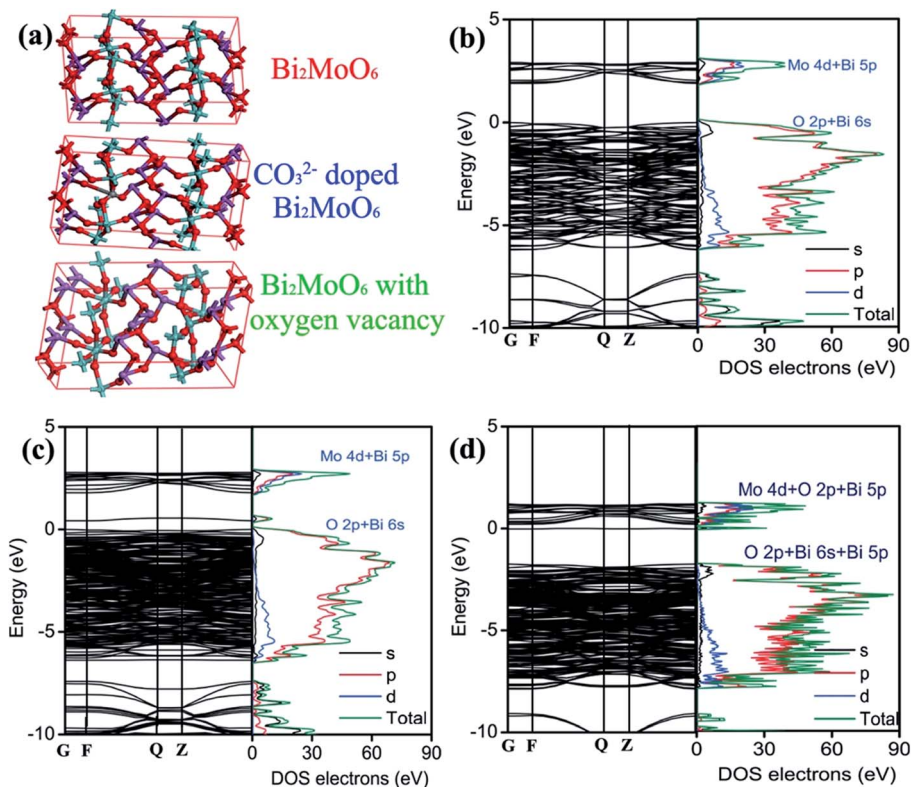 (a)
Bi₂MoO₆
CO₃²⁻ doped
Bi₂MoO₆
Bi₂MoO₆ with
oxygen vacancy
(b)
Energy (eV)
5
0
-5
-10
G F Q Z
Mo 4d+Bi 5p
O 2p+Bi 6s
s
p
d
Total
0 30 60 90
DOS electrons (eV)
(c)
Energy (eV)
5
0
-5
-10
G F Q Z
Mo 4d+Bi 5p
O 2p+Bi 6s
s
p
d
Total
0 30 60 90
DOS electrons (eV)
(d)
Energy (eV)
5
0
-5
-10
G F Q Z
Mo 4d+O 2p+Bi 5p
O 2p+Bi 6s+Bi 5p
s
p
d
Total
0 30 60 90
DOS electrons (eV)